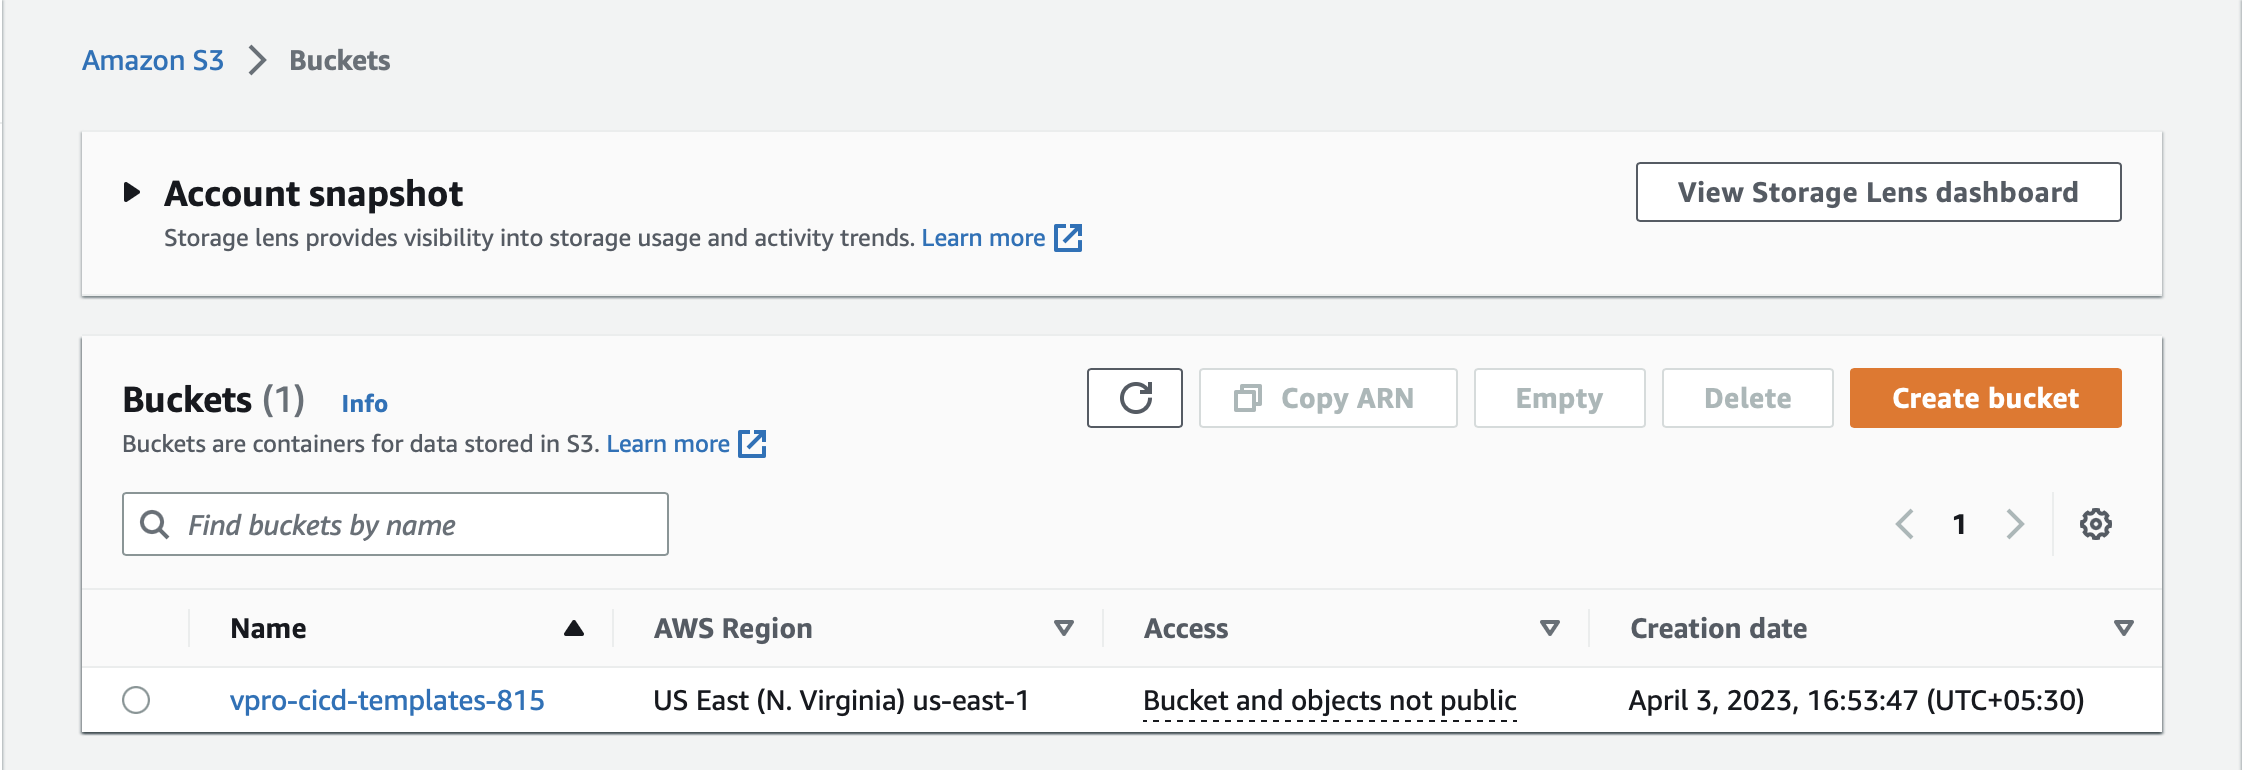 Amazon S3 > Buckets
Account snapshot
View Storage Lens dashboard
Storage lens provides visibility into storage usage and activity trends. Learn more
Buckets (1) Info
Copy ARN Empty Delete Create bucket
Buckets are containers for data stored in S3. Learn more
Find buckets by name
1
Name AWS Region Access Creation date
vpro-cicd-templates-815 US East (N. Virginia) us-east-1 Bucket and objects not public April 3, 2023, 16:53:47 (UTC+05:30)